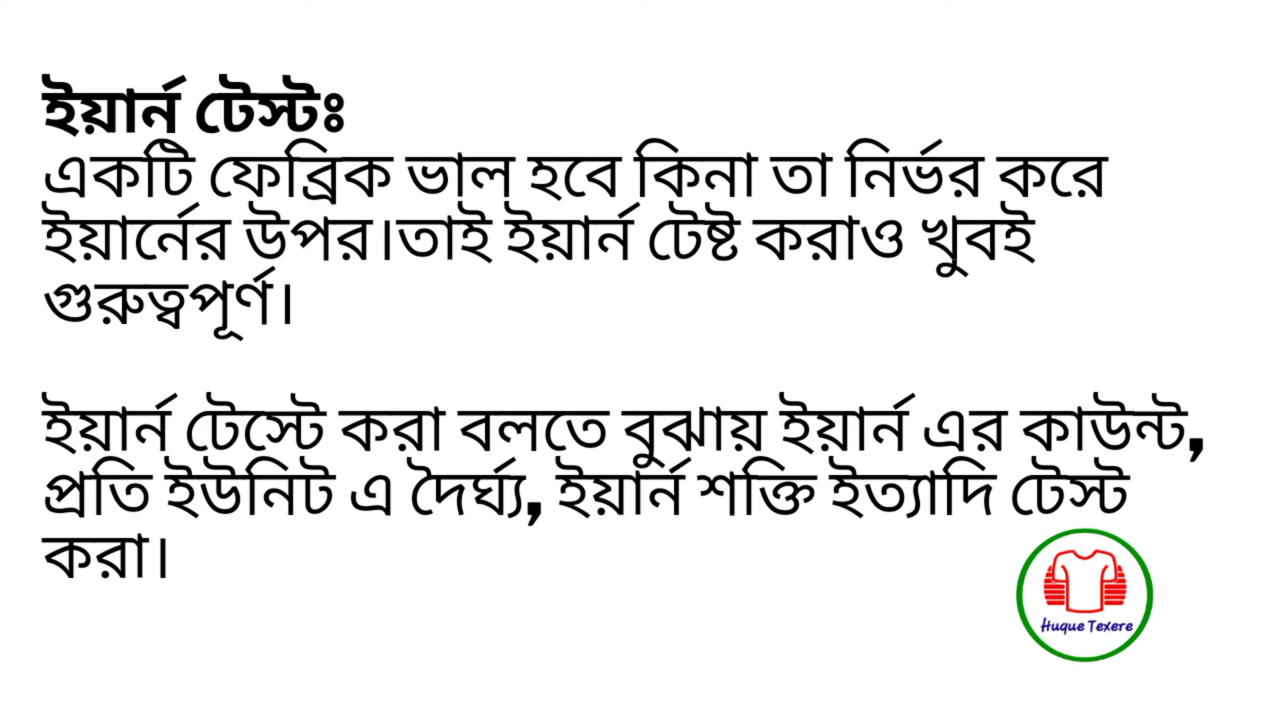 ইয়ার্ন টেস্টঃ
একটি ফেব্রিক ভাল হবে কিনা তা নির্ভর করে
ইয়ার্নের উপর।তাই ইয়ার্ন টেষ্ট করাও খুবই
গুরুত্বপূর্ণ।
ইয়ার্ন টেস্টে করা বলতে বুঝায় ইয়ার্ন এর কাউন্ট,
প্রতি ইউনিট এ দৈর্ঘ্য, ইয়ার্ন শক্তি ইত্যাদি টেস্ট
করা।
Huque Texere